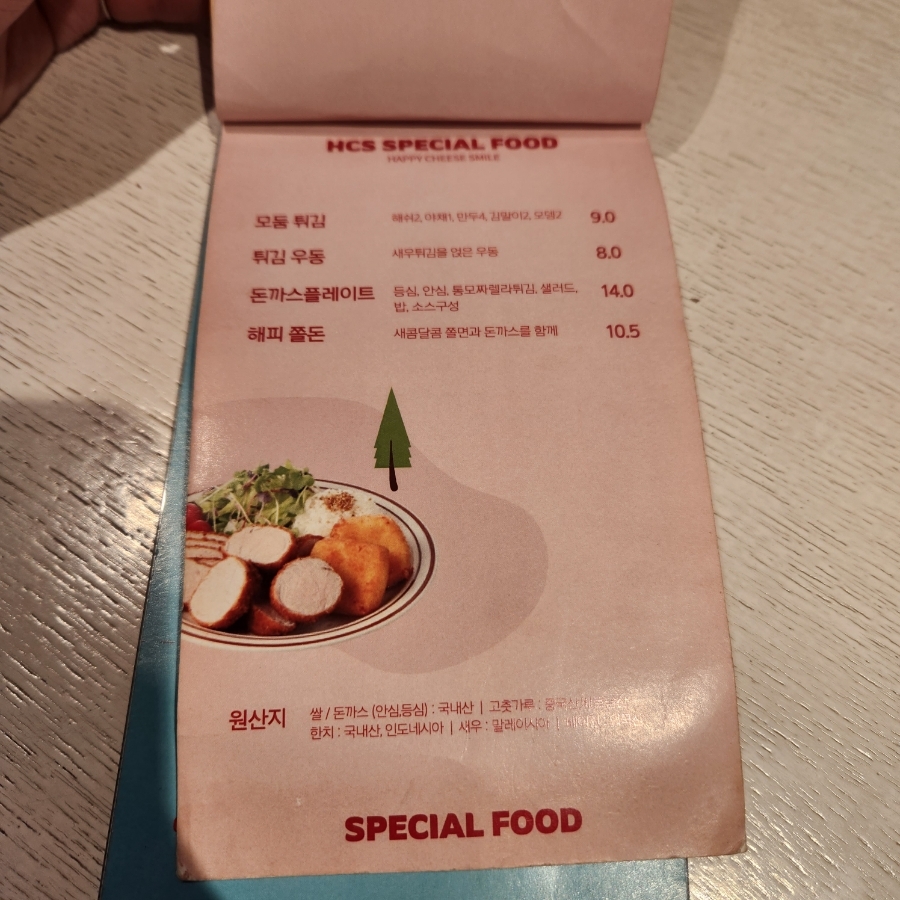 HCS SPECIAL FOOD
HAPPY CHEESE SMILE
모둠 튀김 해쉬2, 야채1, 만두4, 김말이2, 오뎅2 9.0
튀김 우동 새우튀김을 얹은 우동 8.0
돈까스플레이트 등심, 안심, 통모짜렐라튀김, 샐러드, 14.0
밥, 소스구성
해피 쫄돈 새콤달콤 쫄면과 돈까스를 함께 10.5
원산지 쌀 / 돈까스 (안심,등심) : 국내산 | 고춧가루 :
한치 : 국내산, 인도네시아 | 새우 : 말레이시아 |
SPECIAL FOOD